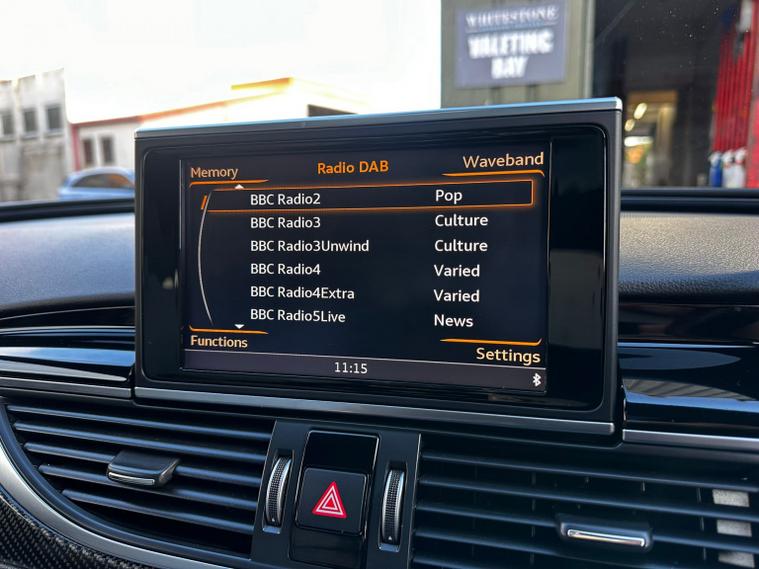 WHITESTONE
VALETING
BAY
Memory Radio DAB Waveband
BBC Radio2 Pop
BBC Radio3 Culture
BBC Radio3Unwind Culture
BBC Radio4 Varied
BBC Radio4Extra Varied
BBC Radio5Live News
Functions Settings
11:15